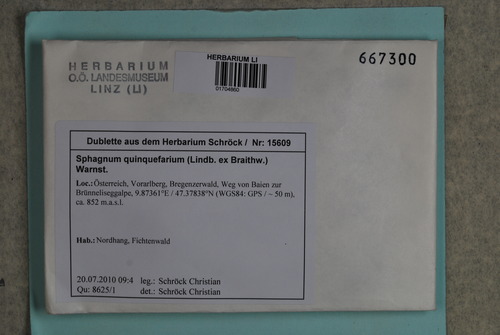 HERBARIUM
O.Ö. LANDESMUSEUM
LINZ (LI)
HERBARIUM LI
01704860
667300
Dublette aus dem Herbarium Schröck / Nr: 15609
Sphagnum quinquefarium (Lindb. ex Braithw.)
Warnst.
Loc.: Österreich, Vorarlberg, Bregenzerwald, Weg von Baien zur
Brünneliseggalpe, 9.87361°E / 47.37838°N (WGS84: GPS / ~ 50 m),
ca. 852 m.a.s.l.
Hab.: Nordhang, Fichtenwald
20.07.2010 09:4 leg.: Schröck Christian
Qu: 8625/1 det.: Schröck Christian